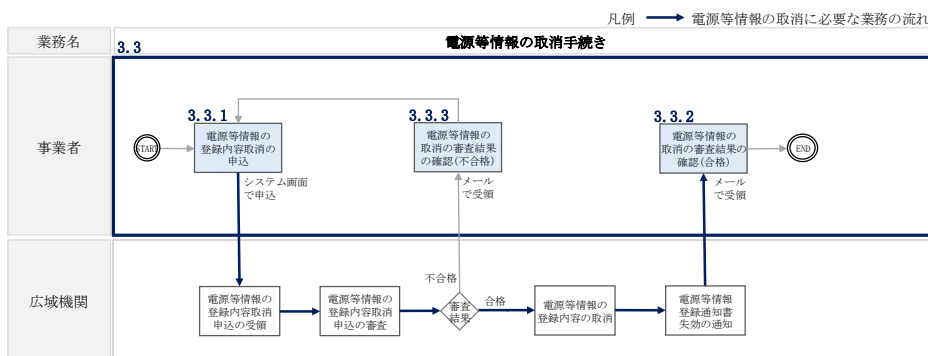 凡例 電源等情報の取消に必要な業務の流れ
業務名
3.3
電源等情報の取消手続き
事業者
START
3.3.1
電源等情報の
登録内容取消の
申込
システム画面
で申込
3.3.3
電源等情報の
取消の審査結果
の確認(不合格)
メール
で受領
3.3.2
電源等情報の
取消の審査結果の
確認(合格)
メール
で受領
END
広域機関
電源等情報の
登録内容取消
申込の受領
電源等情報の
登録内容取消
申込の審査
不合格
審査
結果
合格
電源等情報の
登録内容の取消
電源等情報
登録通知書
失効の通知